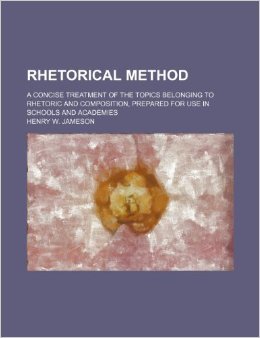 RHETORICAL METHOD
A CONCISE TREATMENT OF THE TOPICS BELONGING TO
RHETORIC AND COMPOSITION, PREPARED FOR USE IN
SCHOOLS AND ACADEMIES
HENRY W. JAMESON